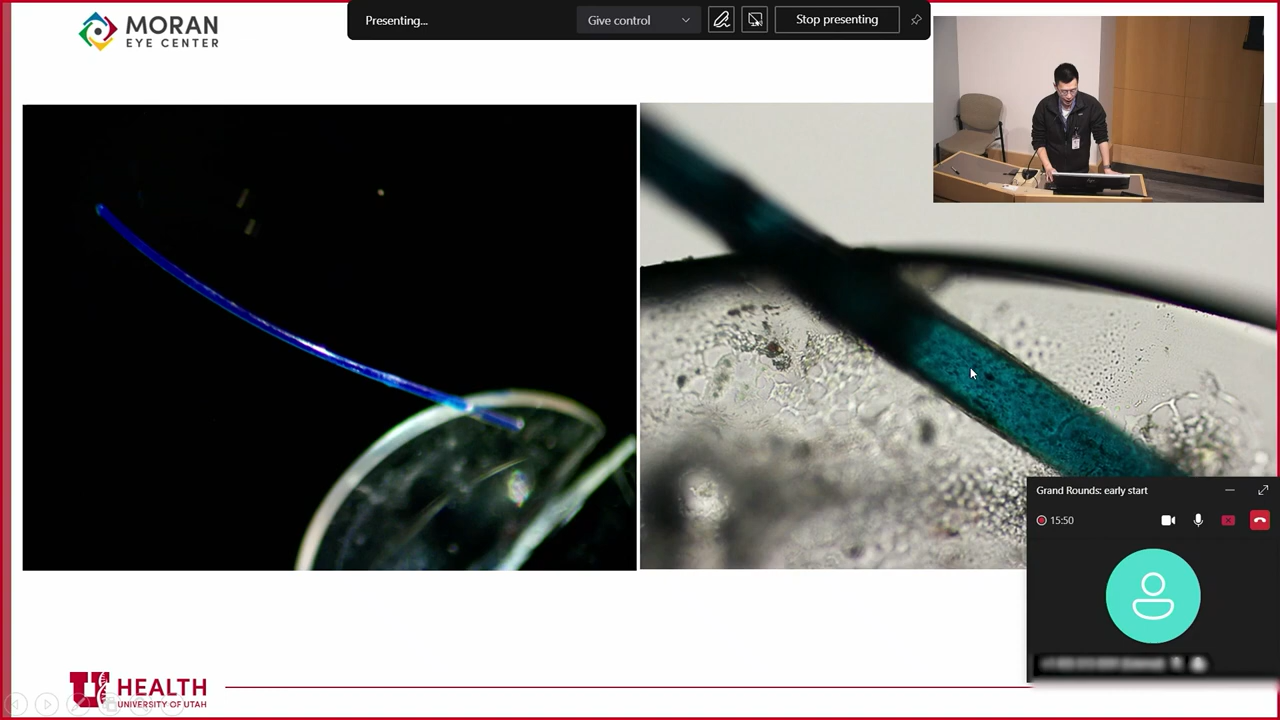 MORAN
EYE CENTER
Presenting...
Give control
Stop presenting
Grand Rounds: early start
15:50
U HEALTH
UNIVERSITY OF UTAH